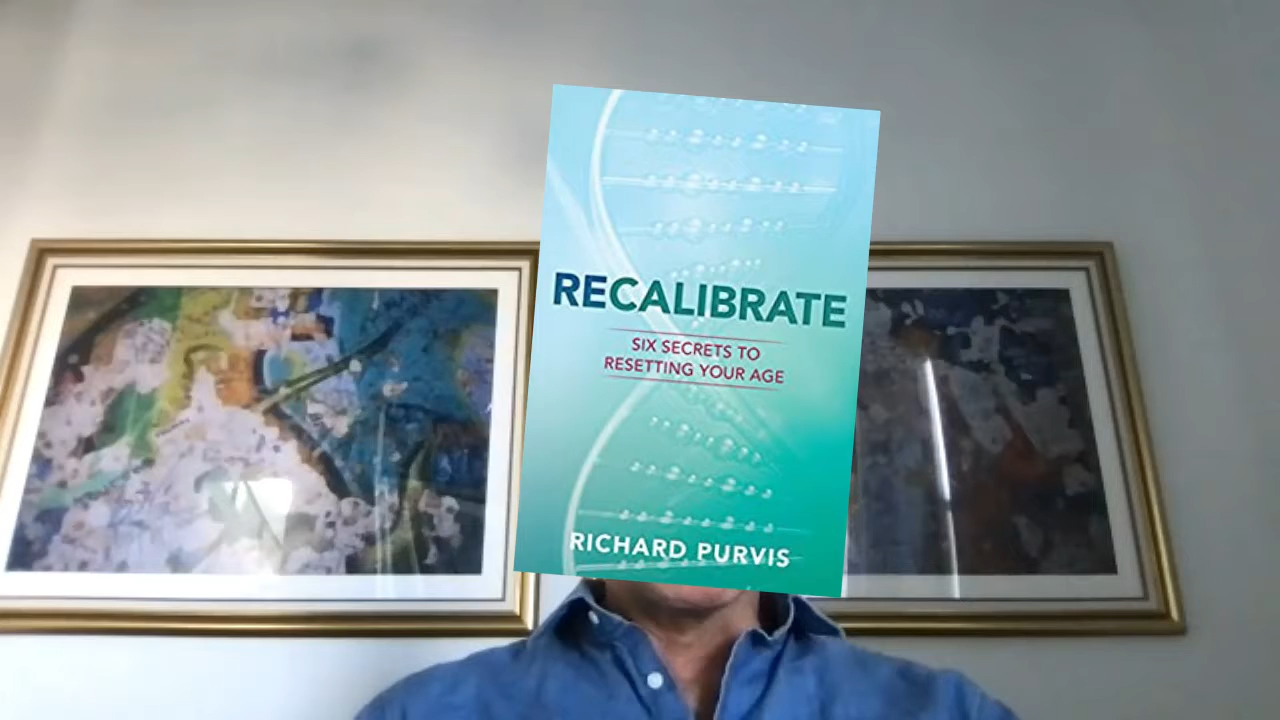 RECALIBRATE
SIX SECRETS TO
RESETTING YOUR AGE
RICHARD PURVIS